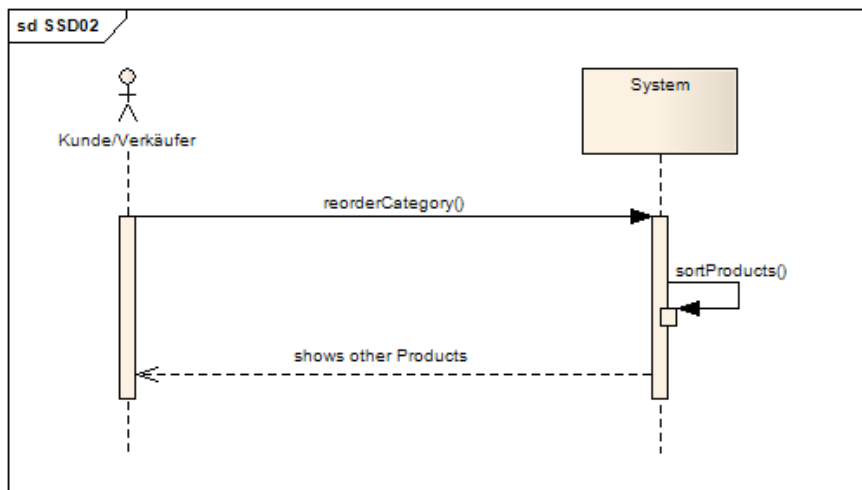 sd SSD02
Kunde/Verkäufer
System
reorderCategory()
sortProducts()
shows other Products